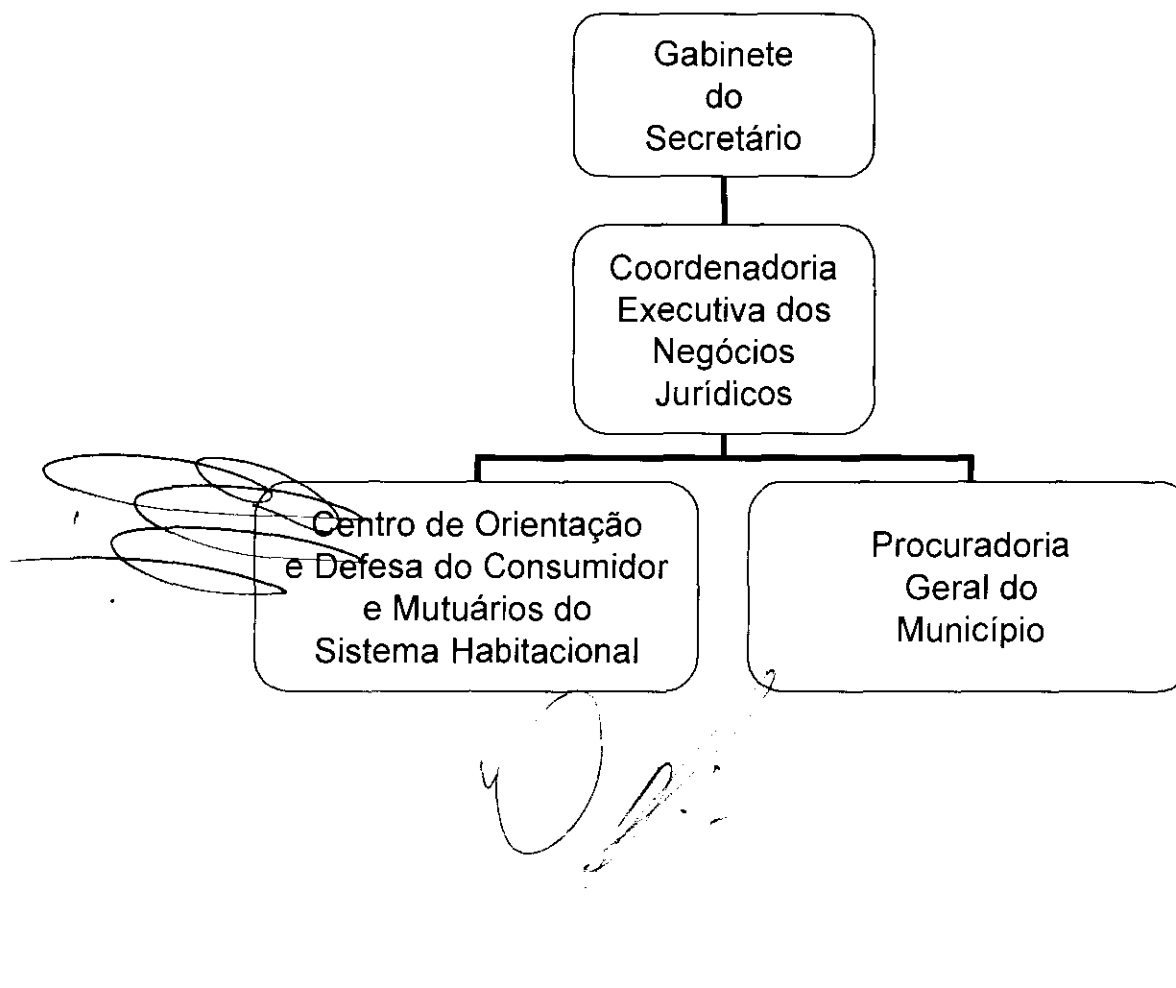 Gabinete
do
Secretário
Coordenadoria
Executiva dos
Negócios
Jurídicos
Centro de Orientação
e Defesa do Consumidor
e Mutuários do
Sistema Habitacional
Procuradoria
Geral do
Município